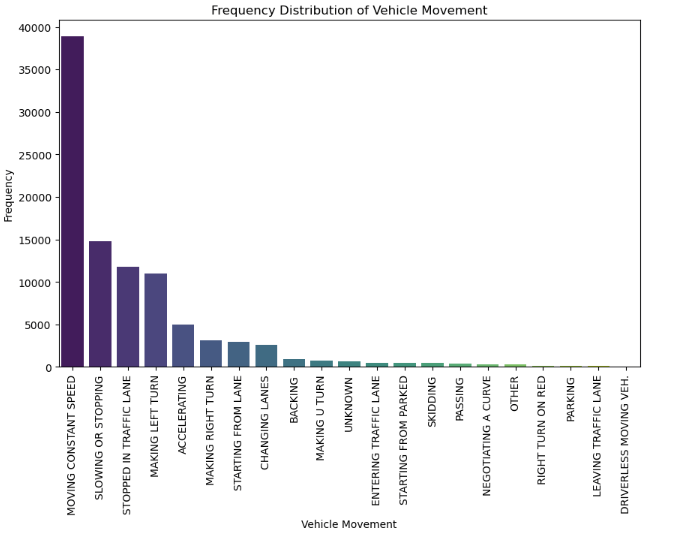 Frequency Distribution of Vehicle Movement
40000
35000
30000
25000
20000
15000
10000
5000
0
Frequency
MOVING CONSTANT SPEED
SLOWING OR STOPPING
STOPPED IN TRAFFIC LANE
MAKING LEFT TURN
ACCELERATING
MAKING RIGHT TURN
STARTING FROM LANE
CHANGING LANES
BACKING
MAKING U TURN
UNKNOWN
ENTERING TRAFFIC LANE
STARTING FROM PARKED
SKIDDING
PASSING
NEGOTIATING A CURVE
OTHER
RIGHT TURN ON RED
PARKING
LEAVING TRAFFIC LANE
DRIVERLESS MOVING VEH.
Vehicle Movement